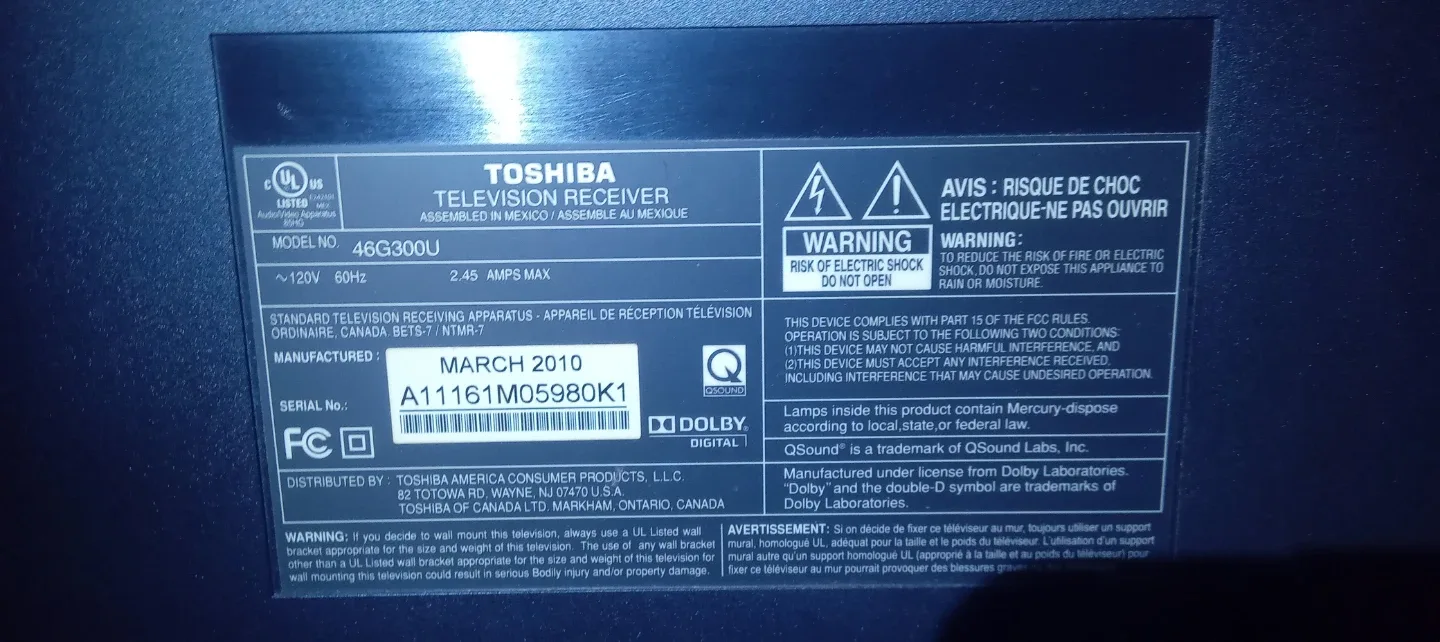 UL
C US
LISTED
Audio/Video Apparatus
TOSHIBA
TELEVISION RECEIVER
ASSEMBLED IN MEXICO / ASSEMBLE AU MEXIQUE
MODEL NO. 46G300U
~120V 60Hz 2.45 AMPS MAX
STANDARD TELEVISION RECEIVING APPARATUS - APPAREIL DE RÉCEPTION TÉLÉVISION
ORDINAIRE, CANADA. BETS-7 / NTMR-7
MANUFACTURED :
MARCH 2010
SERIAL No.:
A11161M05980K1
FC
Q
QSOUND
DOLBY
DIGITAL
DISTRIBUTED BY : TOSHIBA AMERICA CONSUMER PRODUCTS, L.L.C.
82 TOTOWA RD, WAYNE, NJ 07470 U.S.A.
TOSHIBA OF CANADA LTD. MARKHAM, ONTARIO, CANADA
AVIS : RISQUE DE CHOC
ELECTRIQUE-NE PAS OUVRIR
WARNING
RISK OF ELECTRIC SHOCK
DO NOT OPEN
WARNING:
TO REDUCE THE RISK OF FIRE OR ELECTRIC
SHOCK, DO NOT EXPOSE THIS APPLIANCE TO
RAIN OR MOISTURE.
THIS DEVICE COMPLIES WITH PART 15 OF THE FCC RULES.
OPERATION IS SUBJECT TO THE FOLLOWING TWO CONDITIONS:
(1)THIS DEVICE MAY NOT CAUSE HARMFUL INTERFERENCE, AND
(2)THIS DEVICE MUST ACCEPT ANY INTERFERENCE RECEIVED,
INCLUDING INTERFERENCE THAT MAY CAUSE UNDESIRED OPERATION.
Lamps inside this product contain Mercury-dispose
according to local,state,or federal law.
QSound® is a trademark of QSound Labs, Inc.
Manufactured under license from Dolby Laboratories.
"Dolby" and the double-D symbol are trademarks of
Dolby Laboratories.
WARNING: If you decide to wall mount this television, always use a UL Listed wall
bracket appropriate for the size and weight of this television. The use of any wall bracket
other than a UL Listed wall bracket appropriate for the size and weight of this television for
wall mounting this television could result in serious Bodily injury and/or property damage.
AVERTISSEMENT: Si on décide de fixer ce téléviseur au mur, toujours utiliser un support
mural, homologué UL, adéquat pour la taille et le poids du téléviseur. L'utilisation d'un support
mural autre qu'un support homologué UL (approprié à la taille et au poids du téléviseur) pour
fixer ce téléviseur au mur pourrait provoquer des blessures